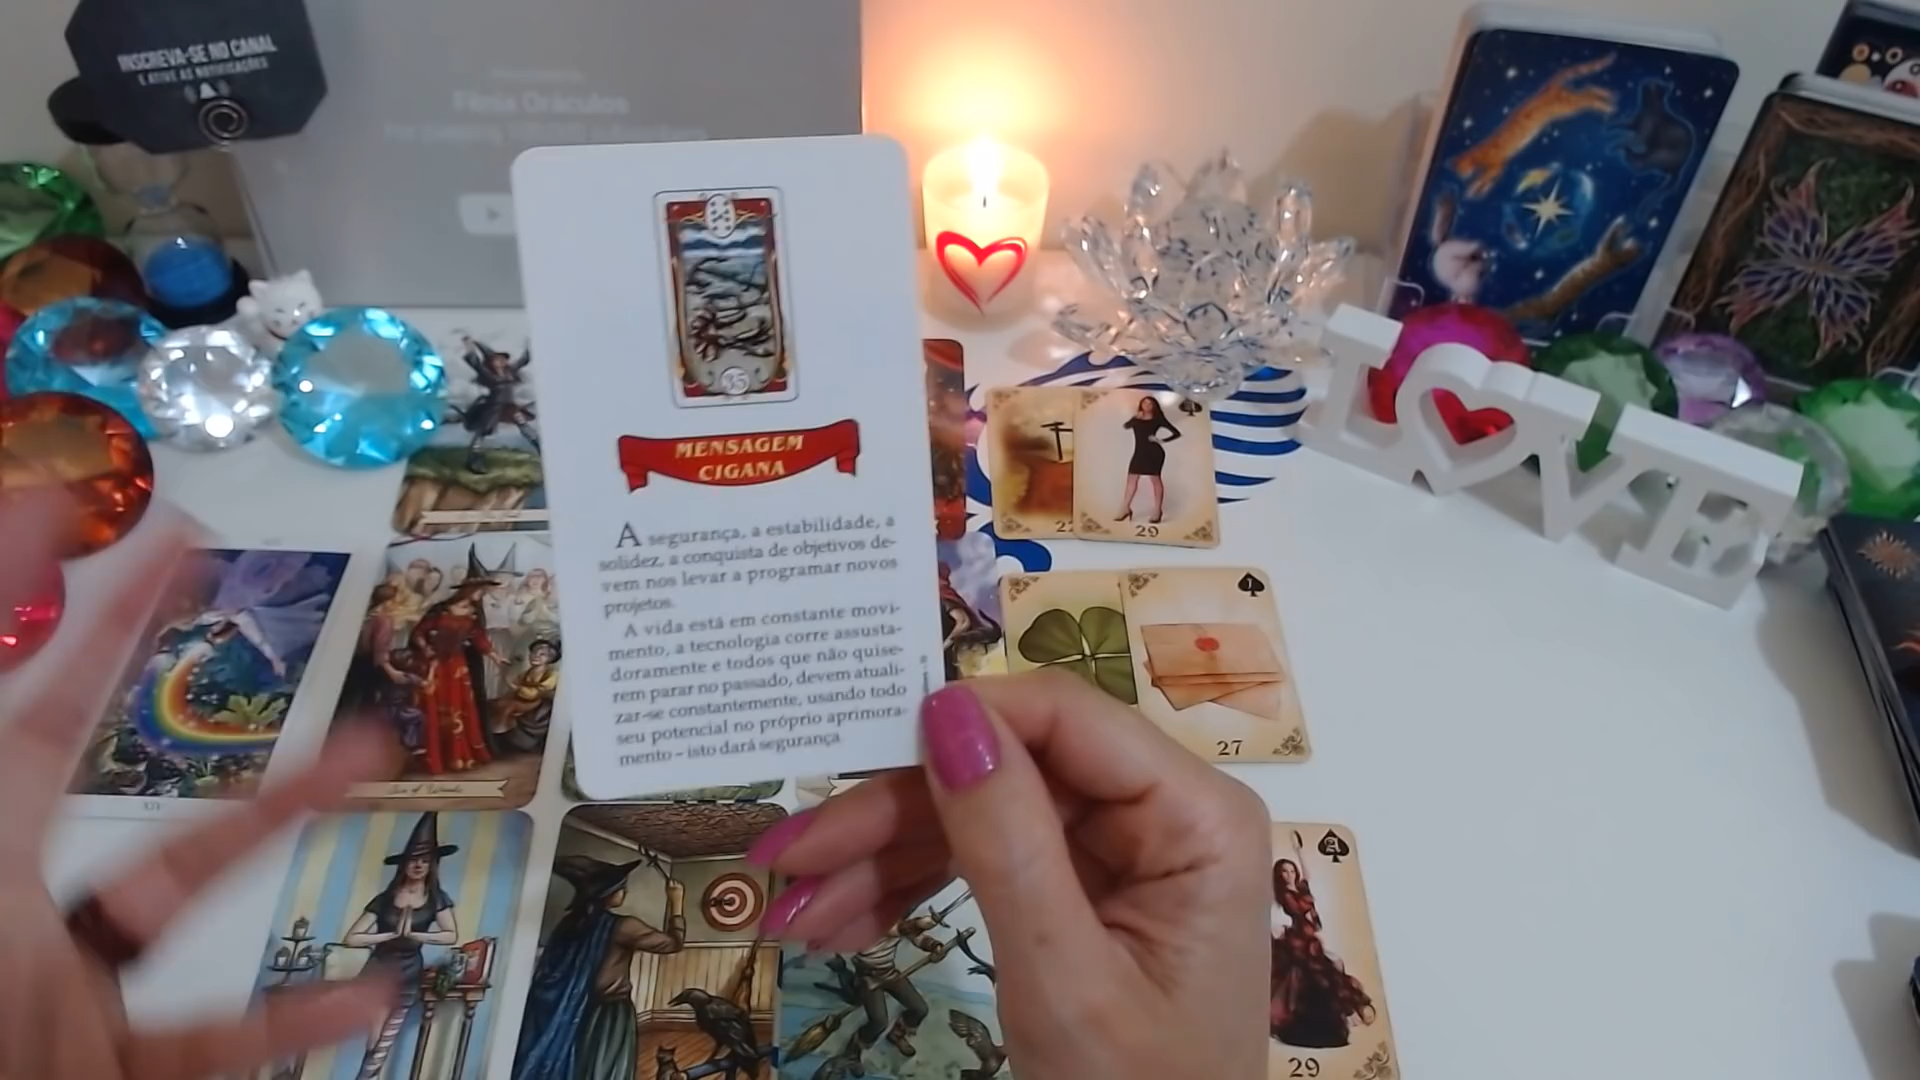 INSCREVA-SE NO CANAL
E ATIVE AS NOTIFICAÇÕES
Fênix Oráculos
35
MENSAGEM
CIGANA
A segurança, a estabilidade, a
solidez, a conquista de objetivos de-
vem nos levar a programar novos
projetos.
A vida está em constante movi-
mento, a tecnologia corre assusta-
doramente e todos que não quise-
rem parar no passado, devem atuali-
zar-se constantemente, usando todo
seu potencial no próprio aprimora-
mento – isto dará segurança.
29
1
27
29
LOVE